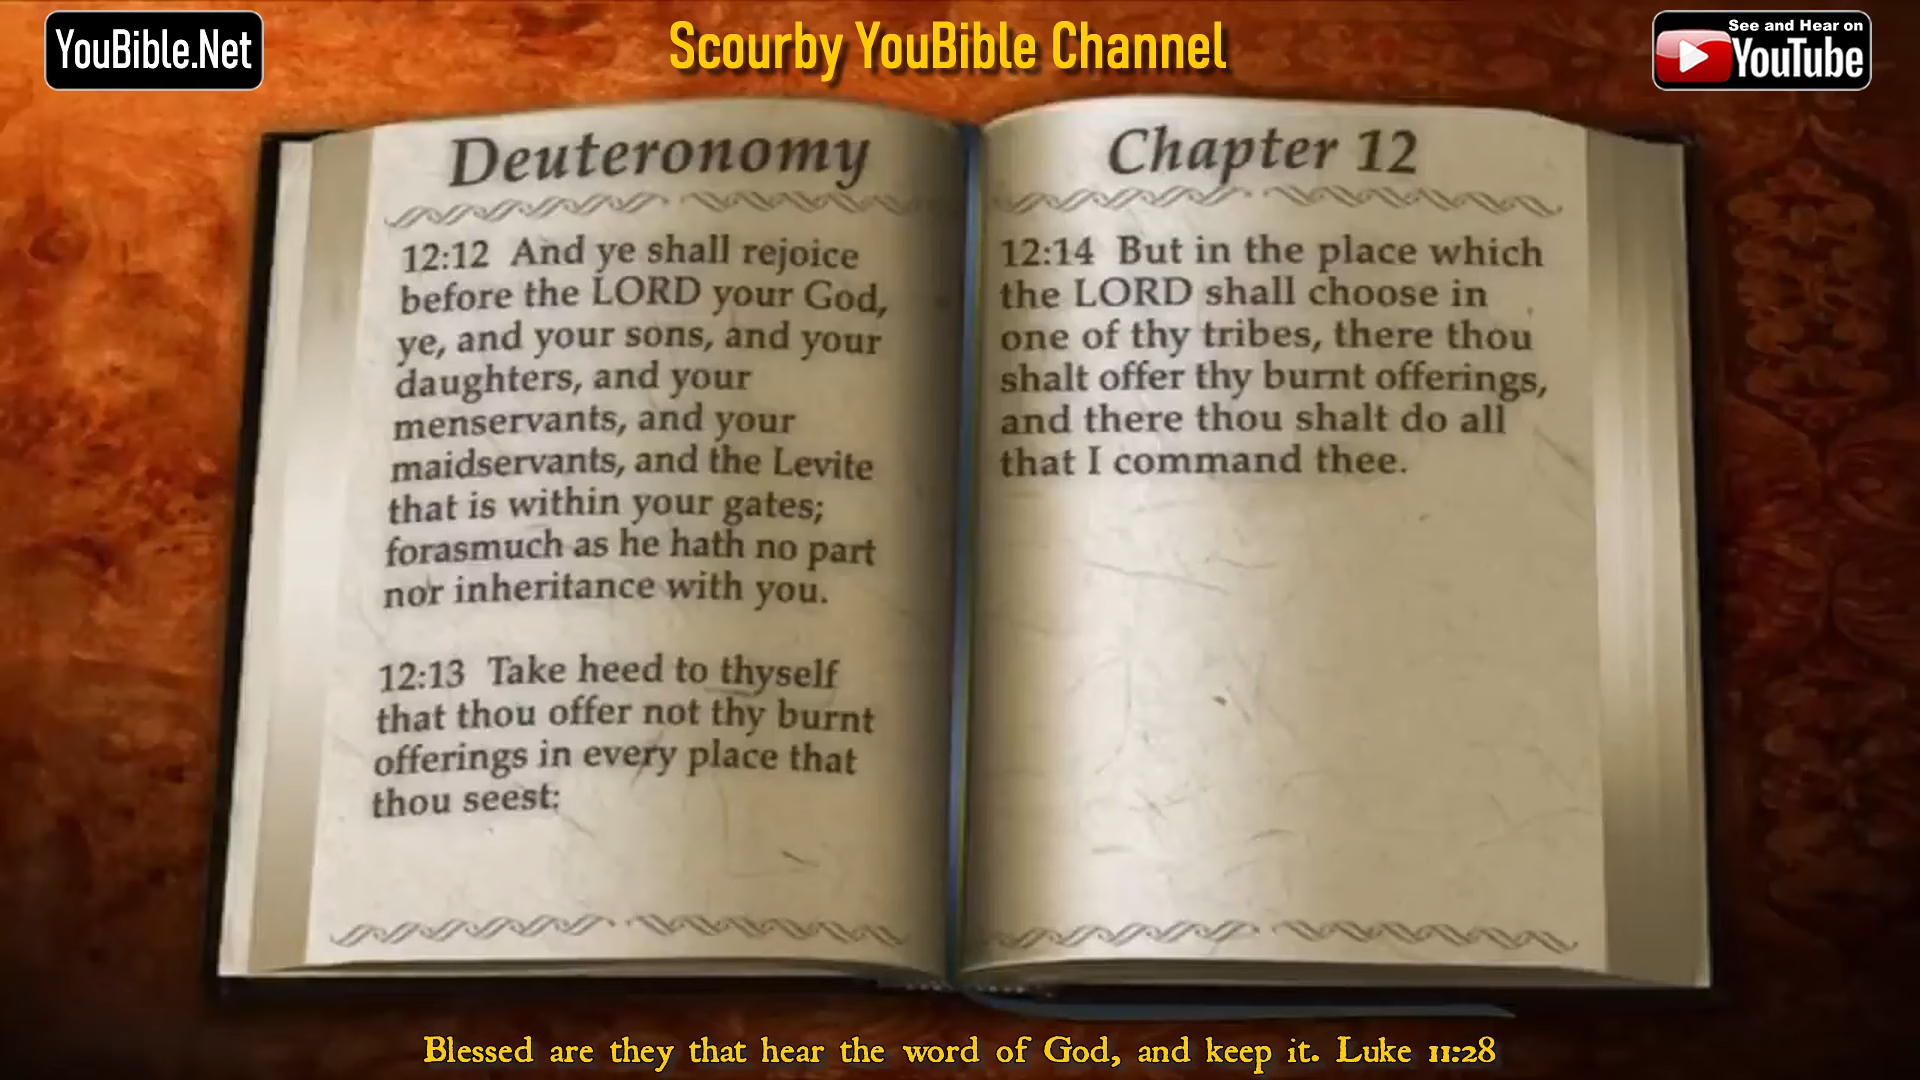 YouBible.Net
Scourby YouBible Channel
See and Hear on
YouTube
Deuteronomy
12:12 And ye shall rejoice
before the LORD your God,
ye, and your sons, and your
daughters, and your
menservants, and your
maidservants, and the Levite
that is within your gates;
forasmuch as he hath no part
nor inheritance with you.
12:13 Take heed to thyself
that thou offer not thy burnt
offerings in every place that
thou seest:
Chapter 12
12:14 But in the place which
the LORD shall choose in
one of thy tribes, there thou
shalt offer thy burnt offerings,
and there thou shalt do all
that I command thee.
Blessed are they that hear the word of God, and keep it. Luke 11:28